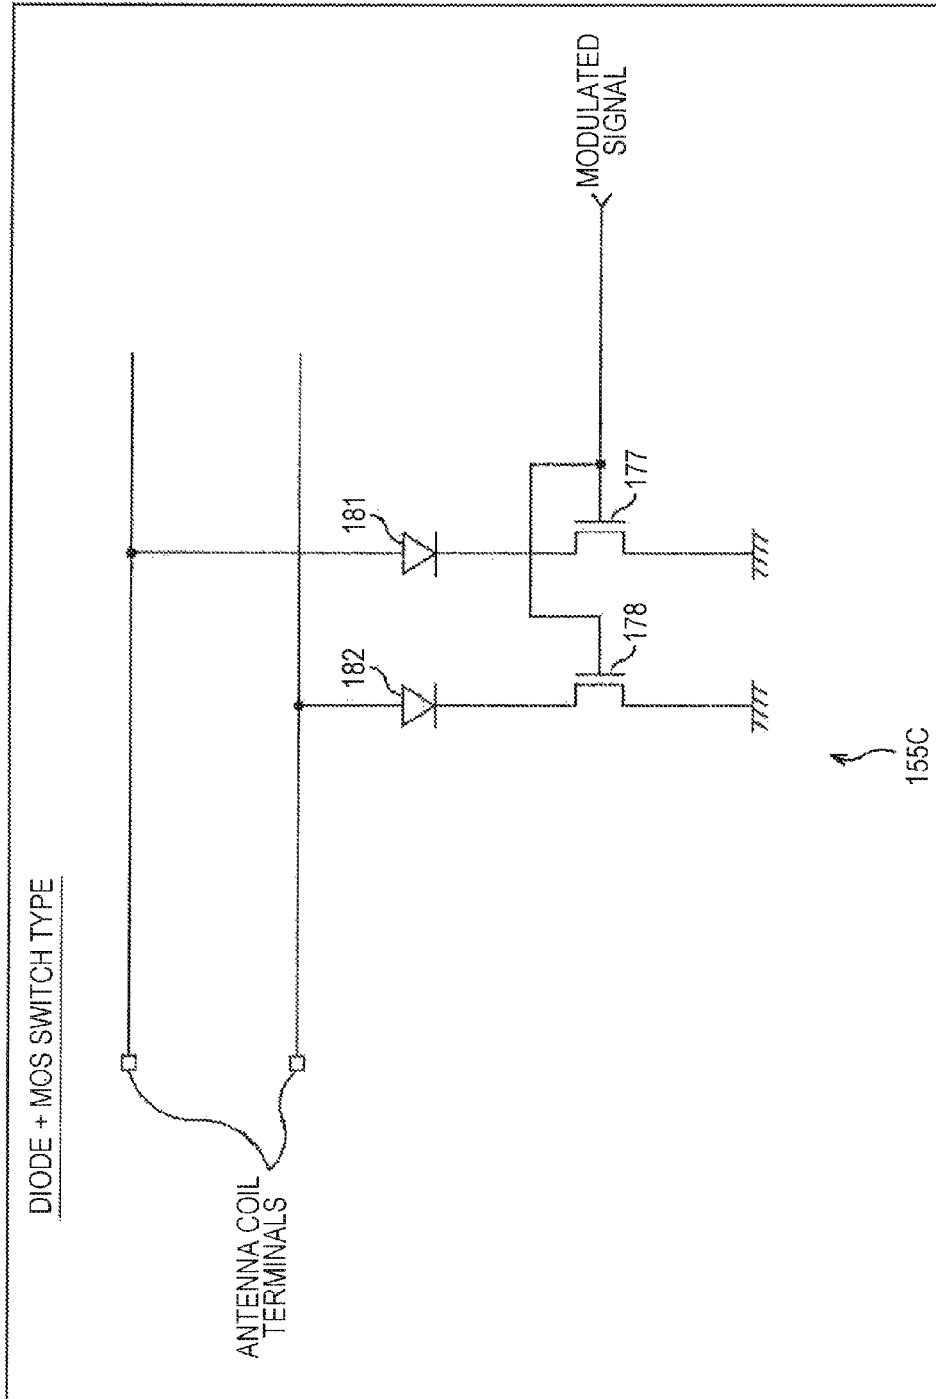 DIODE + MOS SWITCH TYPE
ANTENNA COIL
TERMINALS
182
181
178
177
MODULATED
SIGNAL
155C